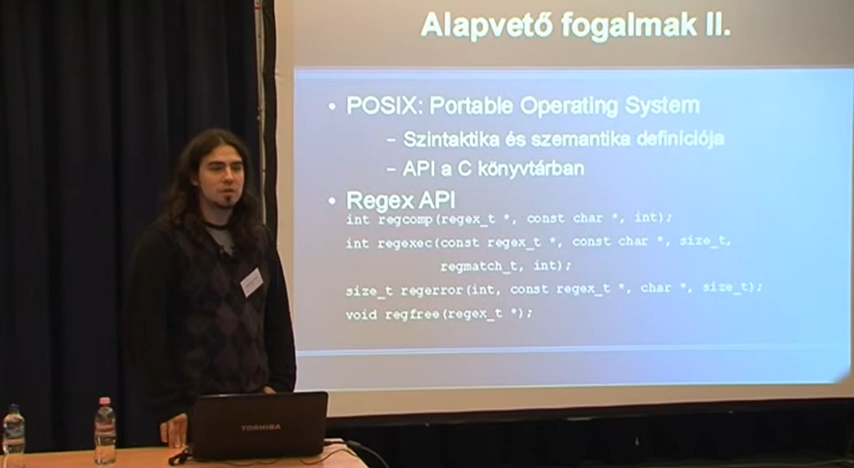 Alapvető fogalmak II.
• POSIX: Portable Operating System
– Szintaktika és szemantika definíciója
– API a C könyvtárban
• Regex API
int regcomp(regex_t *, const char *, int);
int regexec(const regex_t *, const char *, size_t,
regmatch_t, int);
size_t regerror(int, const regex_t *, char *, size_t);
void regfree(regex_t *);
TOSHIBA